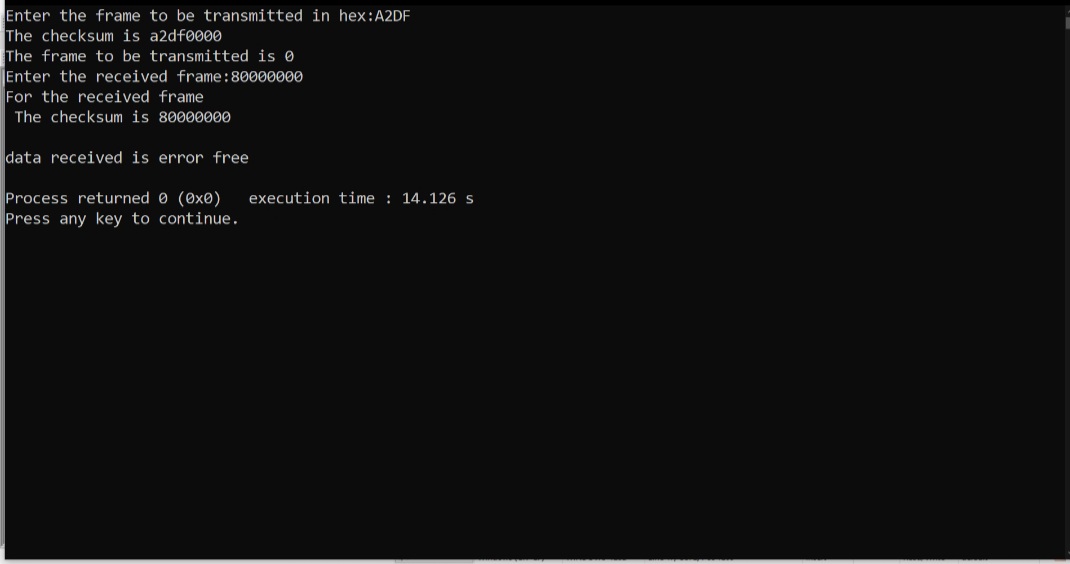 Enter the frame to be transmitted in hex:A2DF
The checksum is a2df0000
The frame to be transmitted is 0
Enter the received frame:80000000
For the received frame
 The checksum is 80000000
data received is error free
Process returned 0 (0x0)   execution time : 14.126 s
Press any key to continue.